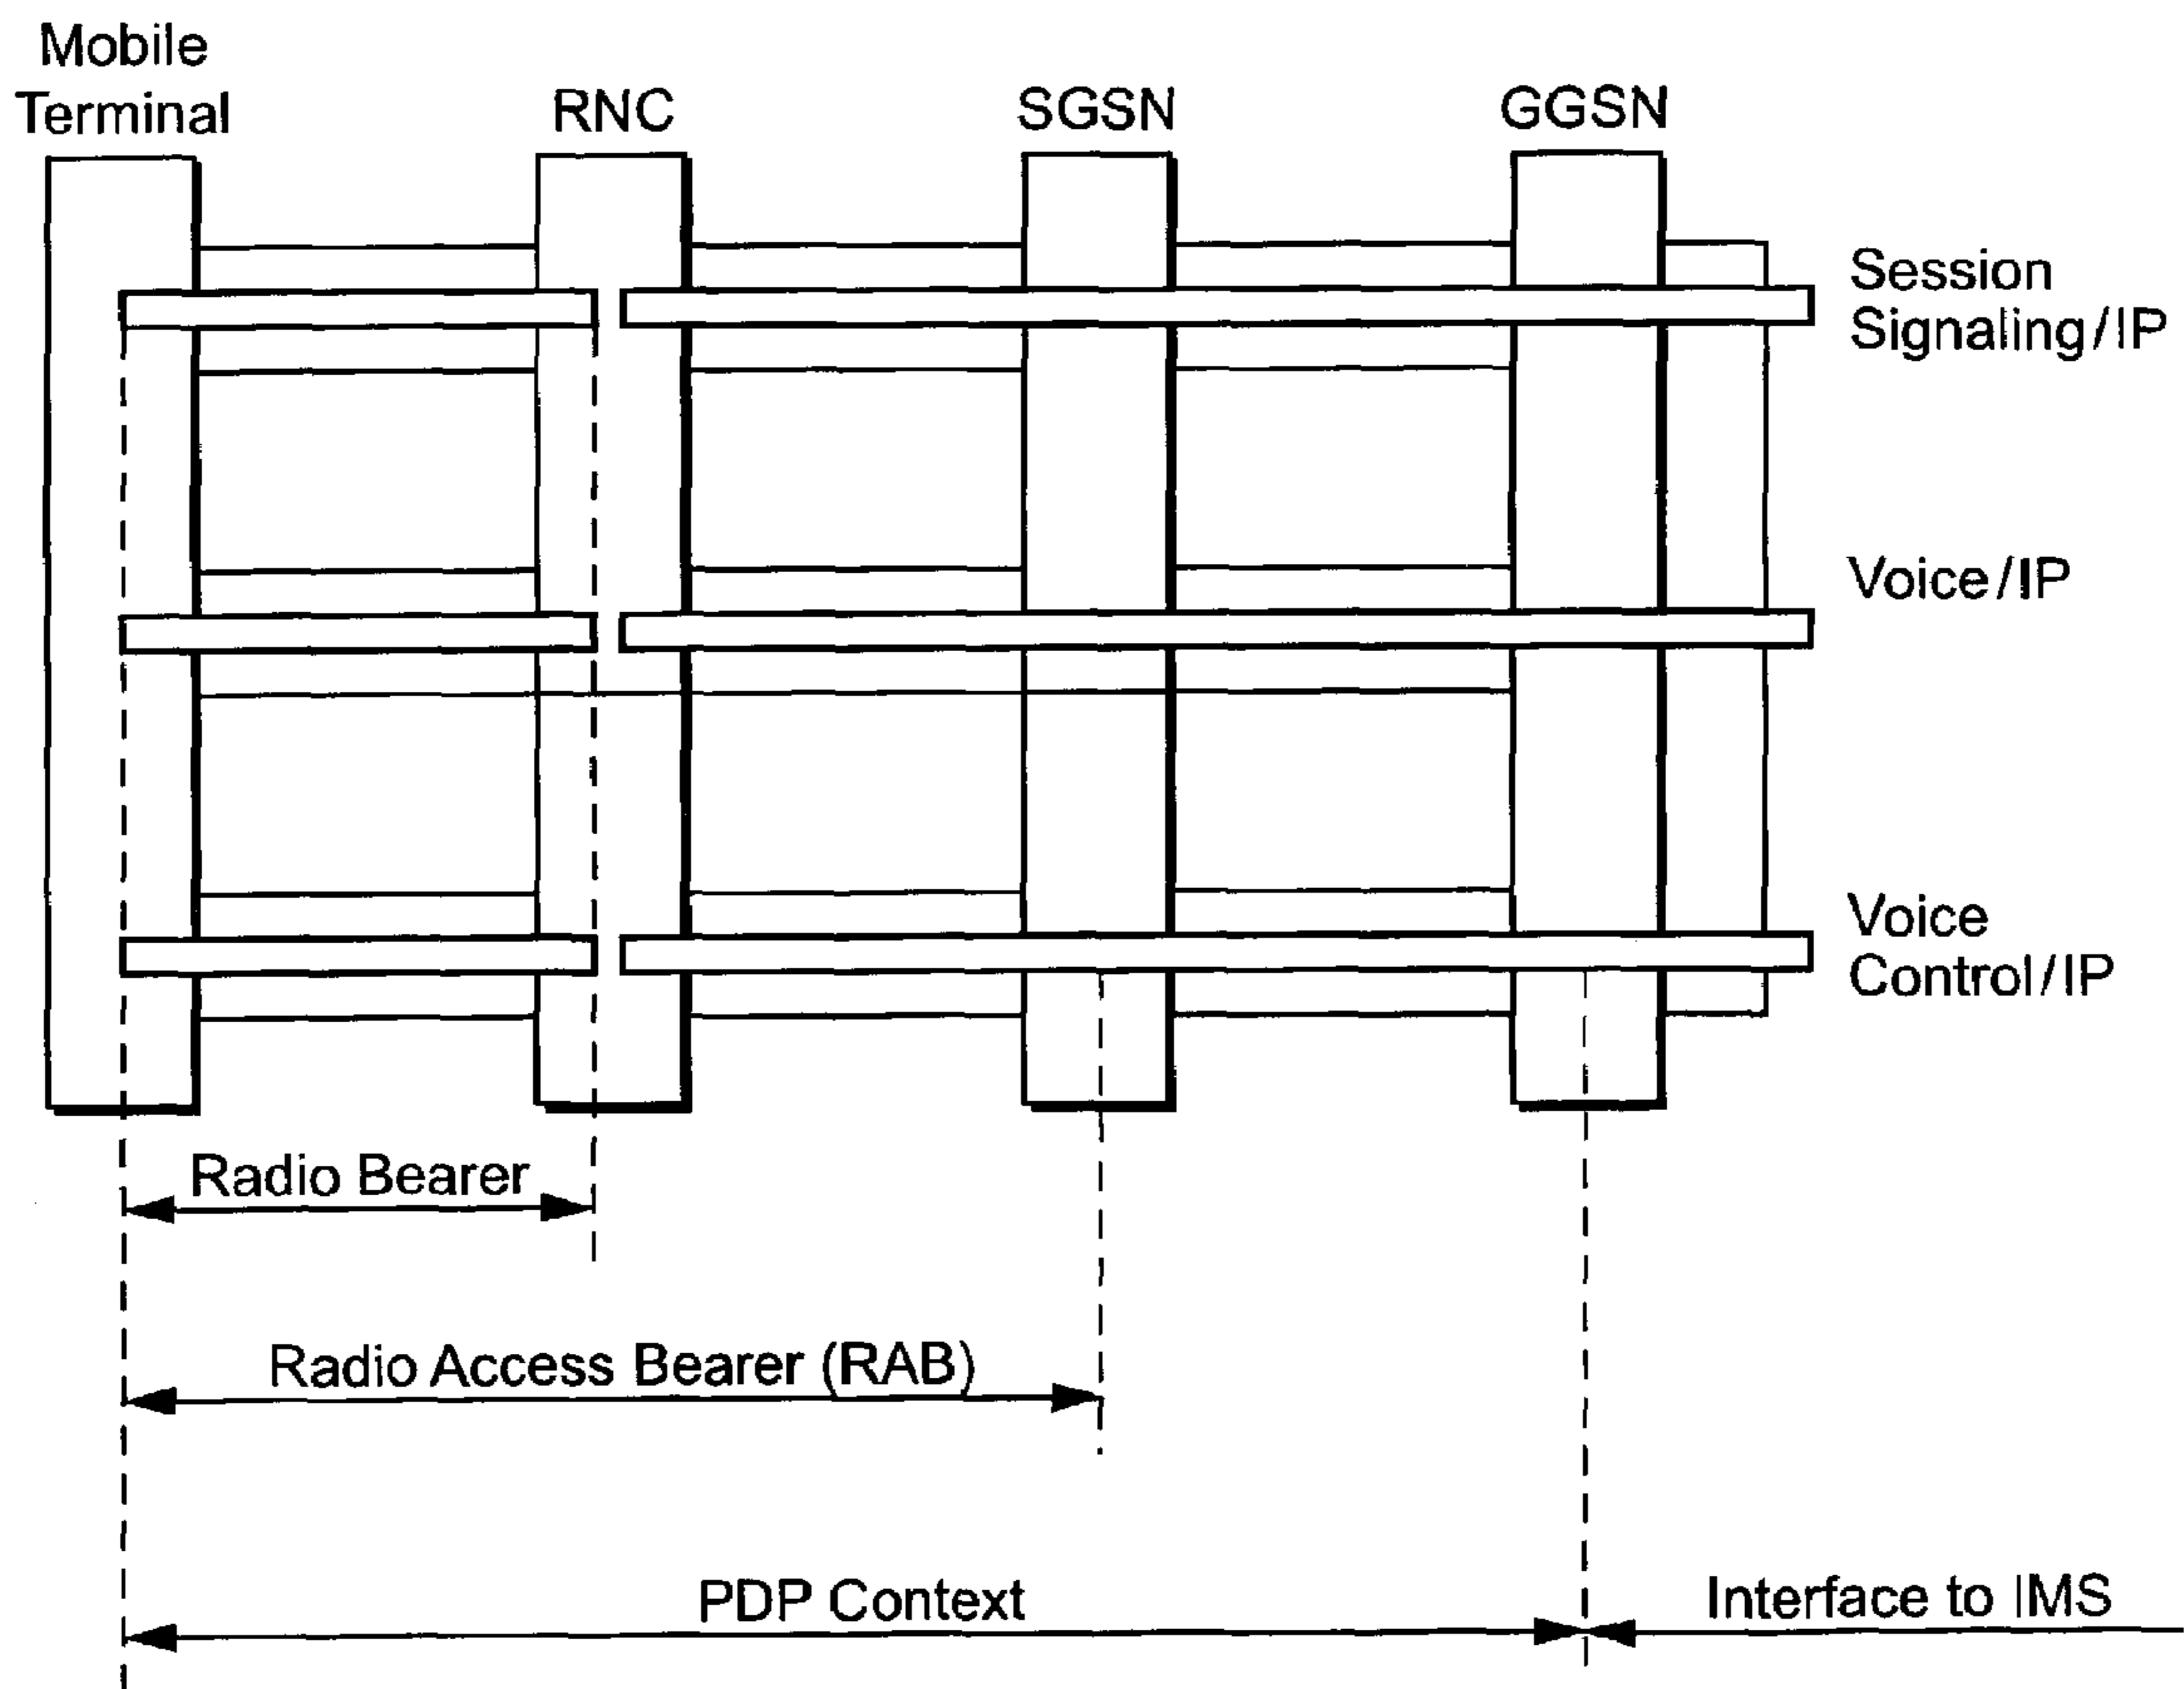 Mobile
Terminal
RNC
SGSN
GGSN
Session
Signaling/IP
Voice/IP
Voice
Control/IP
Radio Bearer
Radio Access Bearer (RAB)
PDP Context
Interface to IMS